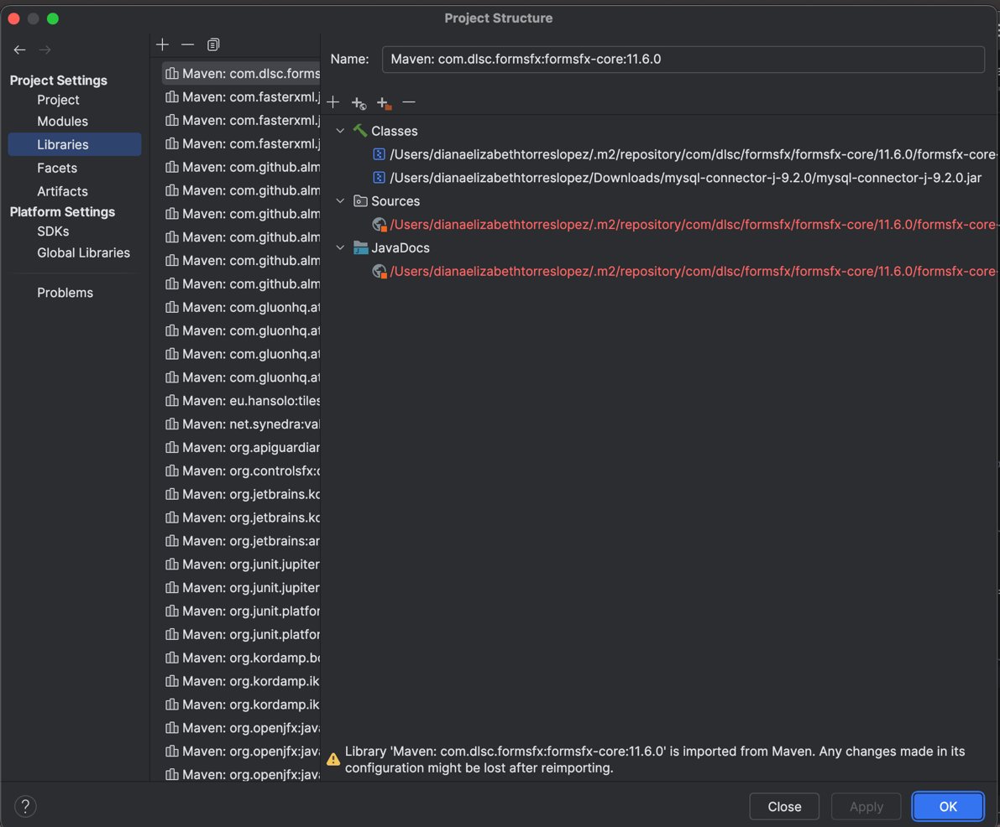 Project Structure
Project Settings
Project
Modules
Libraries
Facets
Artifacts
Platform Settings
SDKs
Global Libraries
Problems
Maven: com.dlsc.forms
Maven: com.fasterxml.j
Maven: com.fasterxml.j
Maven: com.fasterxml.j
Maven: com.github.alm
Maven: com.github.alm
Maven: com.github.alm
Maven: com.github.alm
Maven: com.github.alm
Maven: com.github.alm
Maven: com.gluonhq.at
Maven: com.gluonhq.at
Maven: com.gluonhq.at
Maven: com.gluonhq.at
Maven: eu.hansolo:tiles
Maven: net.synedra:val
Maven: org.apiguardian
Maven: org.controlsfx:c
Maven: org.jetbrains.ko
Maven: org.jetbrains.ko
Maven: org.jetbrains:an
Maven: org.junit.jupiter
Maven: org.junit.jupiter
Maven: org.junit.platfor
Maven: org.junit.platfor
Maven: org.kordamp.bo
Maven: org.kordamp.ik
Maven: org.kordamp.ik
Maven: org.openjfx:java
Maven: org.openjfx:java
Maven: org.openjfx:java
Name: Maven: com.dlsc.formsfx:formsfx-core:11.6.0
Classes
/Users/dianaelizabethtorreslopez/.m2/repository/com/dlsc/formsfx/formsfx-core/11.6.0/formsfx-core-
/Users/dianaelizabethtorreslopez/Downloads/mysql-connector-j-9.2.0/mysql-connector-j-9.2.0.jar
Sources
/Users/dianaelizabethtorreslopez/.m2/repository/com/dlsc/formsfx/formsfx-core/11.6.0/formsfx-core-
JavaDocs
/Users/dianaelizabethtorreslopez/.m2/repository/com/dlsc/formsfx/formsfx-core/11.6.0/formsfx-core-
Library 'Maven: com.dlsc.formsfx:formsfx-core:11.6.0' is imported from Maven. Any changes made in its
configuration might be lost after reimporting.
?
Close
Apply
OK